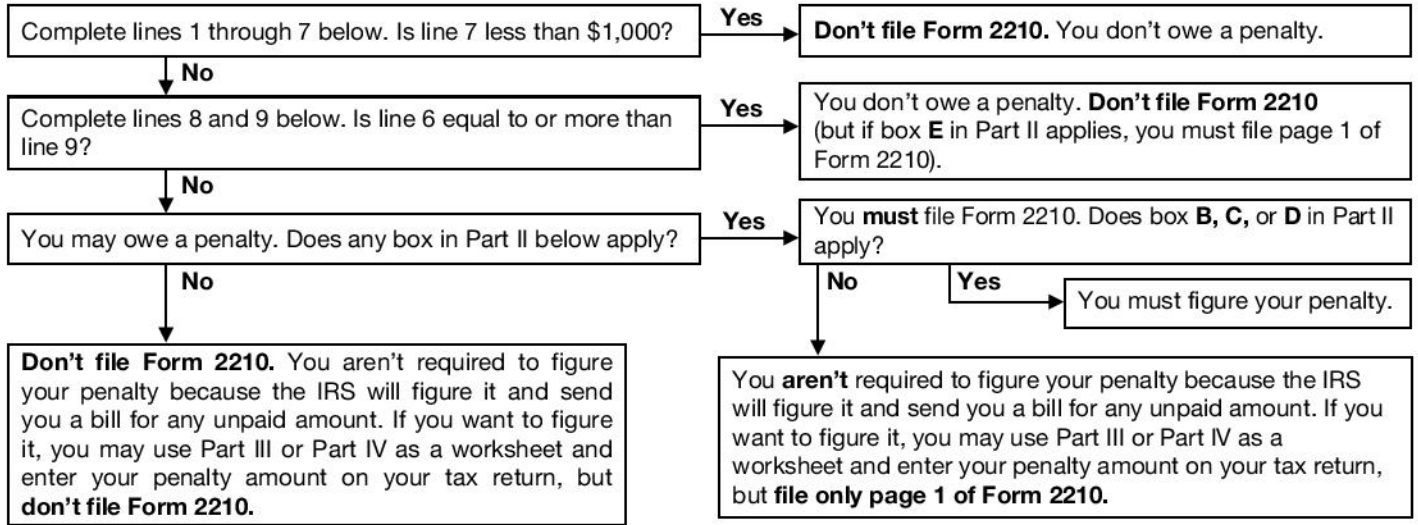 Complete lines 1 through 7 below. Is line 7 less than $1,000?
Yes
Don't file Form 2210. You don't owe a penalty.
No
Complete lines 8 and 9 below. Is line 6 equal to or more than
line 9?
Yes
You don't owe a penalty. Don't file Form 2210
(but if box E in Part II applies, you must file page 1 of
Form 2210).
No
You may owe a penalty. Does any box in Part II below apply?
Yes
You must file Form 2210. Does box B, C, or D in Part II
apply?
No
No
Yes
You must figure your penalty.
Don't file Form 2210. You aren't required to figure
your penalty because the IRS will figure it and send
you a bill for any unpaid amount. If you want to figure
it, you may use Part III or Part IV as a worksheet and
enter your penalty amount on your tax return, but
don't file Form 2210.
You aren't required to figure your penalty because the IRS
will figure it and send you a bill for any unpaid amount. If you
want to figure it, you may use Part III or Part IV as a
worksheet and enter your penalty amount on your tax return,
but file only page 1 of Form 2210.